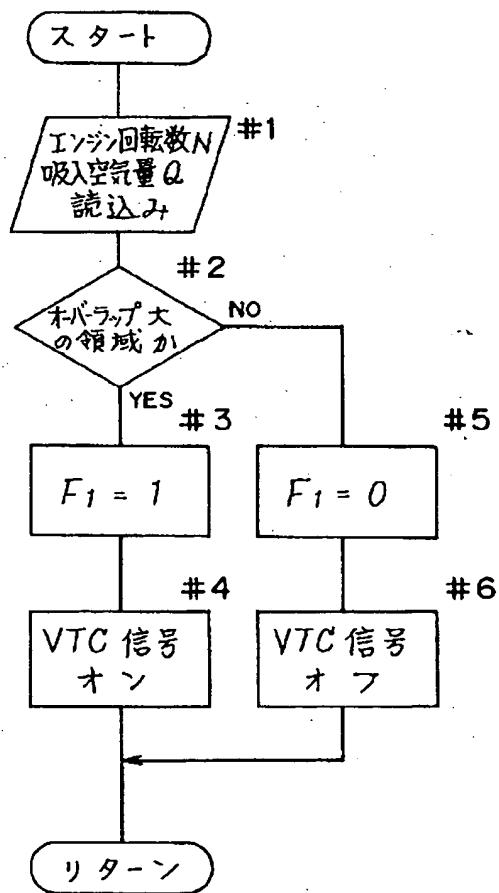 スタート
エンジン回転数N
#1
吸入空気量Q
読込み
#2
オーバーラップ大
の領域か
NO
YES
#3
F1 = 1
#4
VTC信号
オン
#5
F1 = 0
#6
VTC信号
オフ
リターン